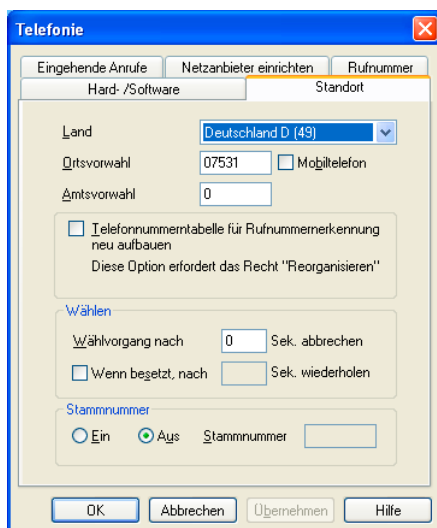 Telefonie
Eingehende Anrufe Netzanbieter einrichten Rufnummer
Hard- /Software Standort
Land Deutschland D (49)
Ortsvorwahl 07531 Mobiltelefon
Amtsvorwahl 0
Telefonnummerntabelle für Rufnummernerkennung
neu aufbauen
Diese Option erfordert das Recht "Reorganisieren"
Wählen
Wählvorgang nach 0 Sek. abbrechen
Wenn besetzt, nach Sek. wiederholen
Stammnummer
Ein Aus Stammnummer
OK Abbrechen Übernehmen Hilfe